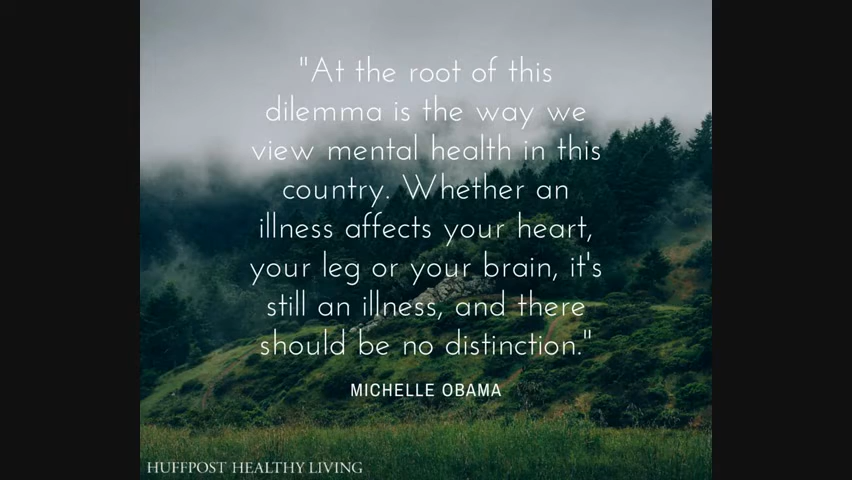 "At the root of this
dilemma is the way we
view mental health in this
country. Whether an
illness affects your heart,
your leg or your brain, it's
still an illness, and there
should be no distinction."
MICHELLE OBAMA
HUFFPOST HEALTHY LIVING